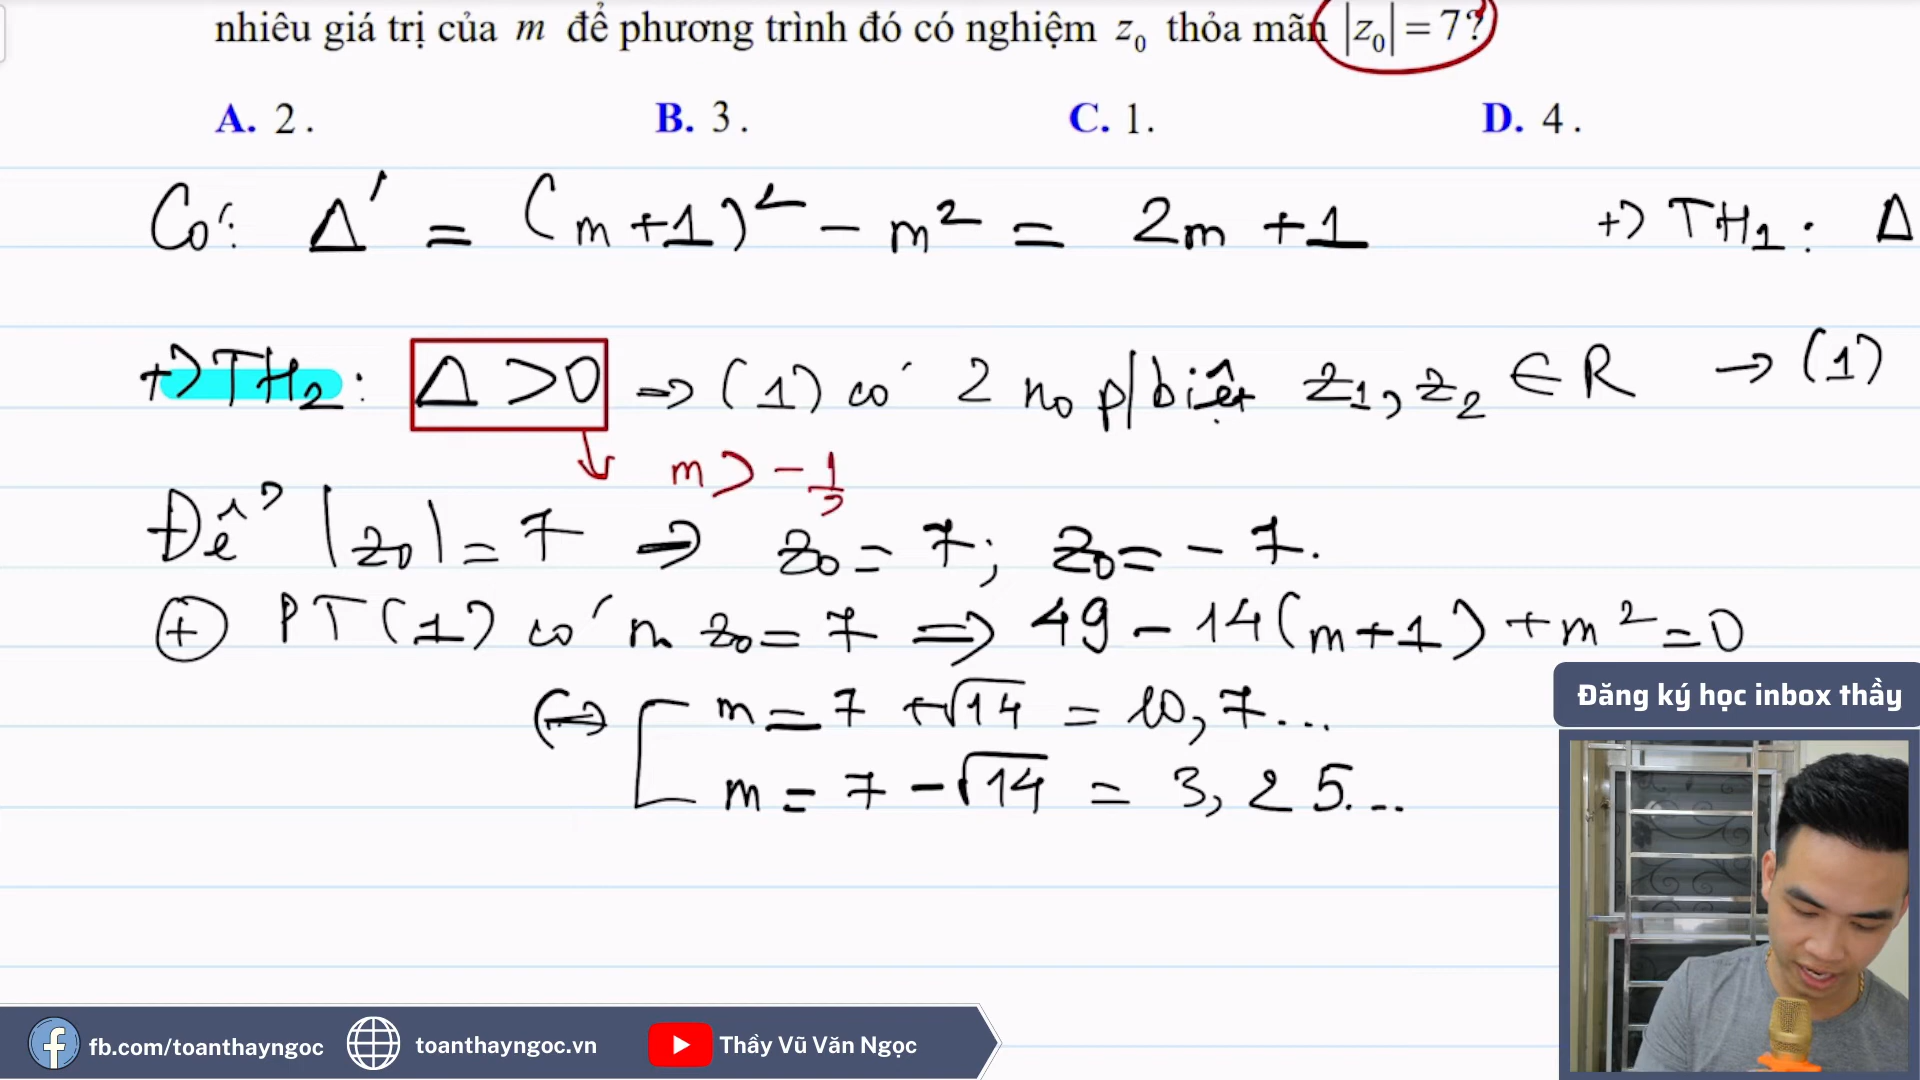 nhiêu giá trị của m để phương trình đó có nghiệm z₀ thỏa mãn |z₀| = 7?
A. 2. B. 3. C. 1. D. 4.
Có: Δ' = (m+1)² - m² = 2m + 1 +) TH₁: Δ
+) TH₂: Δ > 0 → (1) có 2 no p/biệt z₁, z₂ ∈ R → (1)
m > -1/2
Để |z₀| = 7 → z₀ = 7; z₀ = -7.
⊕ PT(1) có n z₀ = 7 ⇒ 49 - 14(m+1) + m² = 0
⇔ [ m = 7 + √14 = 10,7...
m = 7 - √14 = 3,25...
Đăng ký học inbox thầy
fb.com/toanthayngoc toanthayngoc.vn Thầy Vũ Văn Ngọc